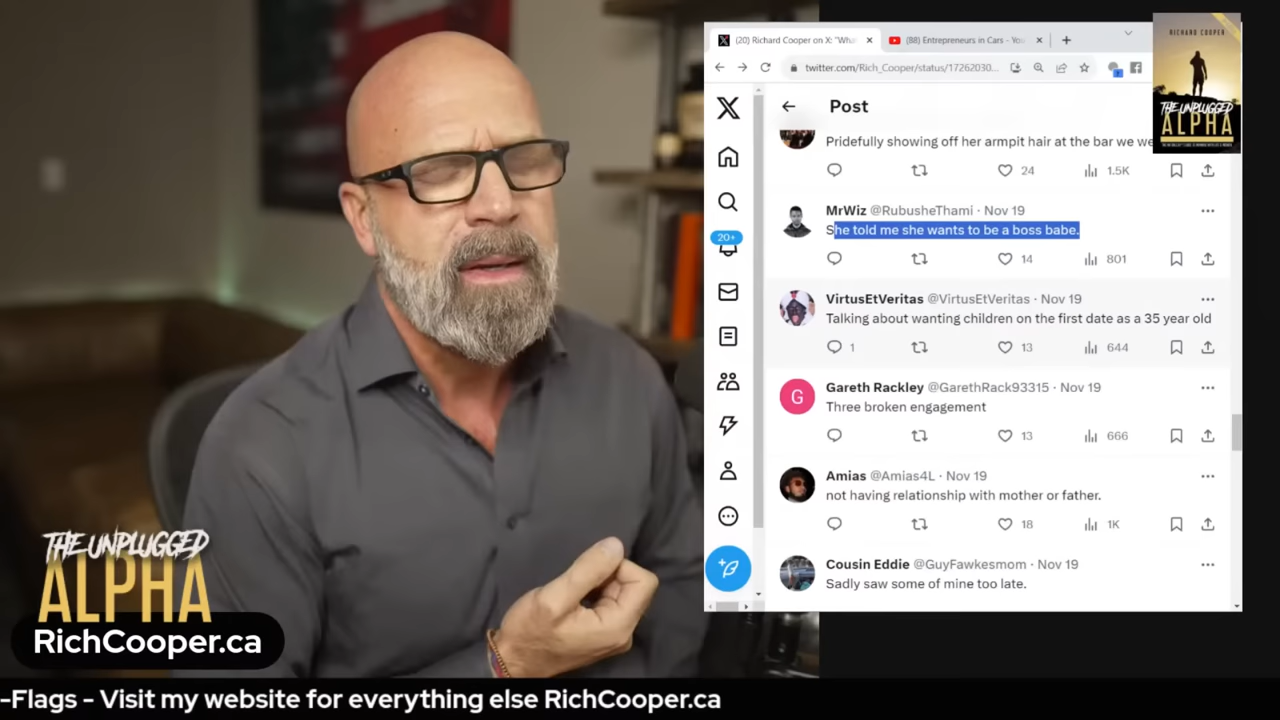 (20) Richard Cooper on X: "Wha
(88) Entrepreneurs in Cars - You
twitter.com/Rich_Cooper/status/17262030...
RICHARD COOPER
THE UNPLUGGED
ALPHA
Post
Pridefully showing off her armpit hair at the bar we we
24
1.5K
MrWiz @RubusheThami · Nov 19
She told me she wants to be a boss babe.
20+
14
801
VirtusEtVeritas @VirtusEtVeritas · Nov 19
Talking about wanting children on the first date as a 35 year old
1
13
644
G
Gareth Rackley @GarethRack93315 · Nov 19
Three broken engagement
13
666
Amias @Amias4L · Nov 19
not having relationship with mother or father.
18
1K
Cousin Eddie @GuyFawkesmom · Nov 19
Sadly saw some of mine too late.
THE UNPLUGGED
ALPHA
RichCooper.ca
-Flags - Visit my website for everything else RichCooper.ca